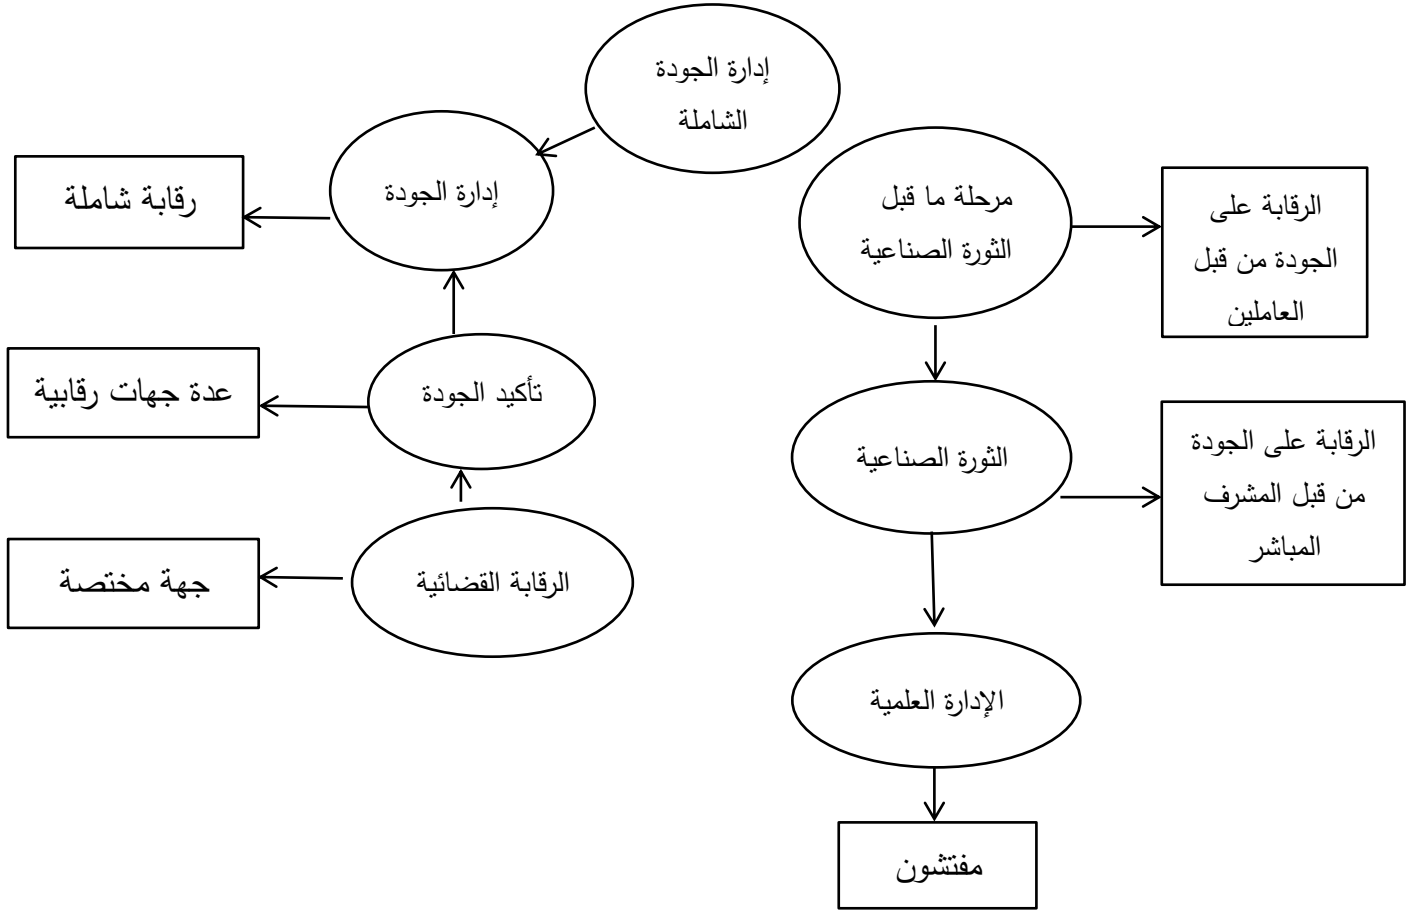 إدارة الجودة
الشاملة
مرحلة ما قبل
الثورة الصناعية
الرقابة على
الجودة من قبل
العاملين
الثورة الصناعية
الرقابة على الجودة
من قبل المشرف
المباشر
الإدارة العلمية
مفتشون
إدارة الجودة
رقابة شاملة
تأكيد الجودة
عدة جهات رقابية
الرقابة القضائية
جهة مختصة